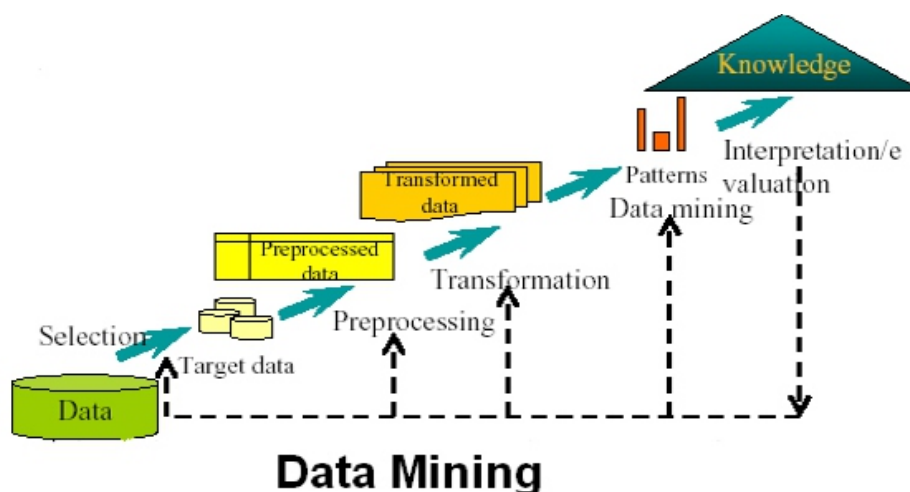 Knowledge
Interpretation/e
valuation
Patterns
Data mining
Transformed
data
Transformation
Preprocessed
data
Preprocessing
Selection
Target data
Data
Data Mining